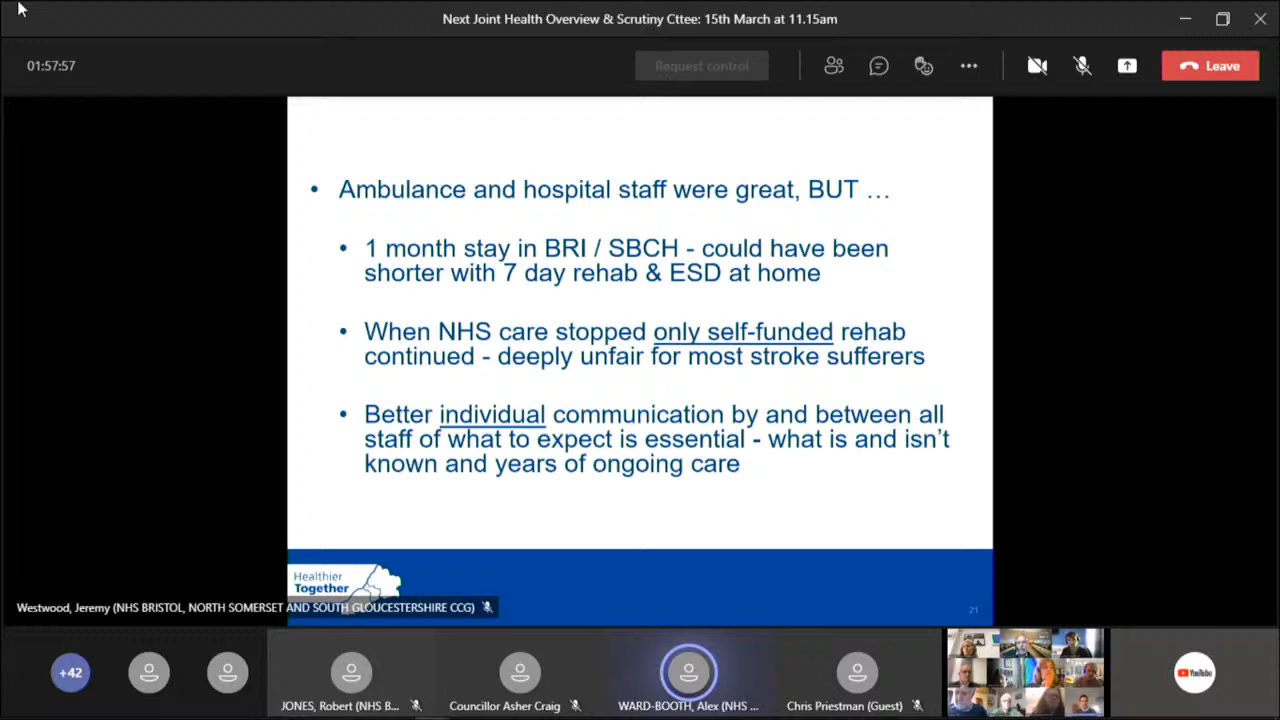 Next Joint Health Overview & Scrutiny Cttee: 15th March at 11.15am
01:57:57
Request control
Leave
• Ambulance and hospital staff were great, BUT …
• 1 month stay in BRI / SBCH - could have been
shorter with 7 day rehab & ESD at home
• When NHS care stopped only self-funded rehab
continued - deeply unfair for most stroke sufferers
• Better individual communication by and between all
staff of what to expect is essential - what is and isn't
known and years of ongoing care
Healthier
Together
21
Westwood, Jeremy (NHS BRISTOL, NORTH SOMERSET AND SOUTH GLOUCESTERSHIRE CCG)
+42
JONES, Robert (NHS B...
Councillor Asher Craig
WARD-BOOTH, Alex (NHS ...
Chris Priestman (Guest)
YouTube